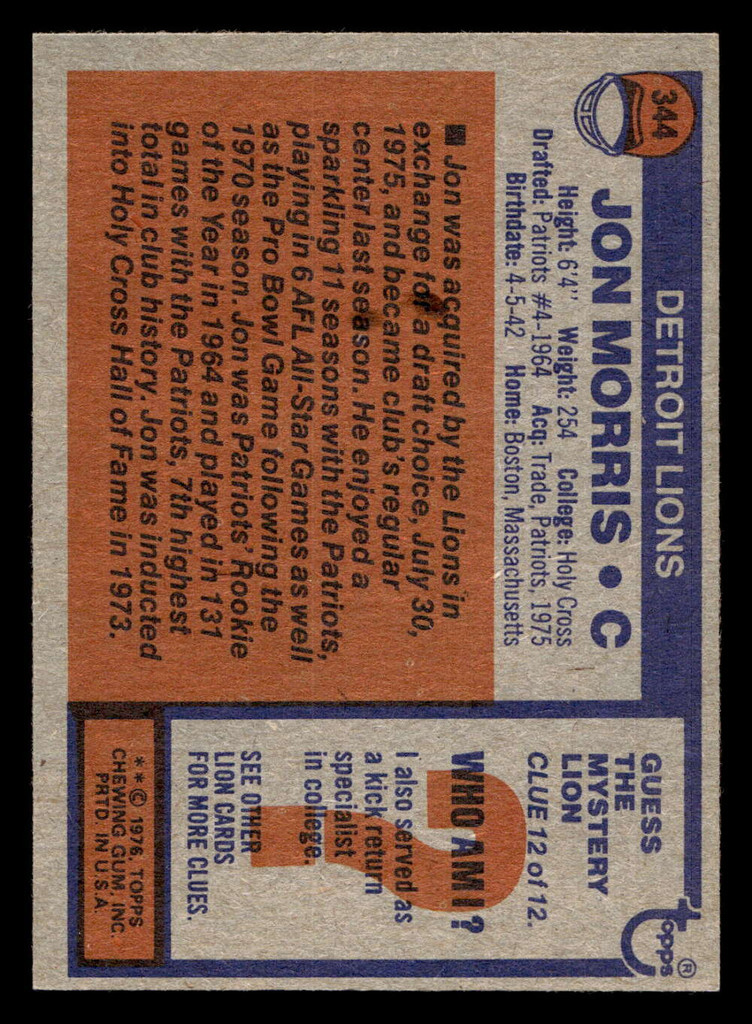 344
DETROIT LIONS
JON MORRIS • C
Height: 6'4" Weight: 254 College: Holy Cross
Drafted: Patriots #4-1964 Acq: Trade, Patriots, 1975
Birthdate: 4-5-42 Home: Boston, Massachusetts
■ Jon was acquired by the Lions in
exchange for a draft choice, July 30,
1975, and became club's regular
center last season. He enjoyed a
sparkling 11 seasons with the Patriots,
playing in 6 AFL All-Star Games as well
as the Pro Bowl Game following the
1970 season. Jon was Patriots' Rookie
of the Year in 1964 and played in 131
games with the Patriots, 7th highest
total in club history. Jon was inducted
into Holy Cross Hall of Fame in 1973.
topps®
GUESS
THE
MYSTERY
LION
CLUE 12 of 12.
?
WHO AM I?
I also served as
a kick return
specialist
in college.
SEE OTHER
LION CARDS
FOR MORE CLUES.
**© 1976, TOPPS
CHEWING GUM, INC.
PRTD. IN U.S.A.